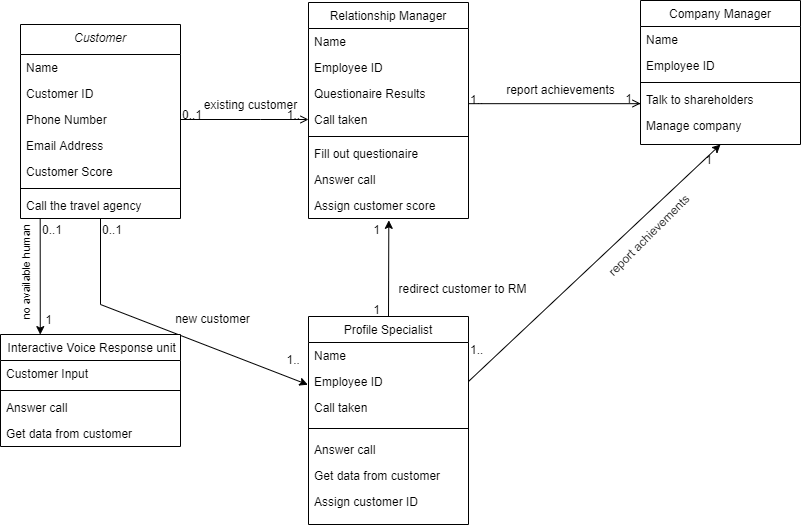 Customer
Name
Customer ID
Phone Number
Email Address
Customer Score
Call the travel agency
Relationship Manager
Name
Employee ID
Questionaire Results
Call taken
Fill out questionaire
Answer call
Assign customer score
Company Manager
Name
Employee ID
Talk to shareholders
Manage company
existing customer
0..1
1..
report achievements
1..
1
no available human
0..1
1
0..1
new customer
1..
1
redirect customer to RM
1
report achievements
1..
1
Interactive Voice Response unit
Customer Input
Answer call
Get data from customer
Profile Specialist
Name
Employee ID
Call taken
Answer call
Get data from customer
Assign customer ID